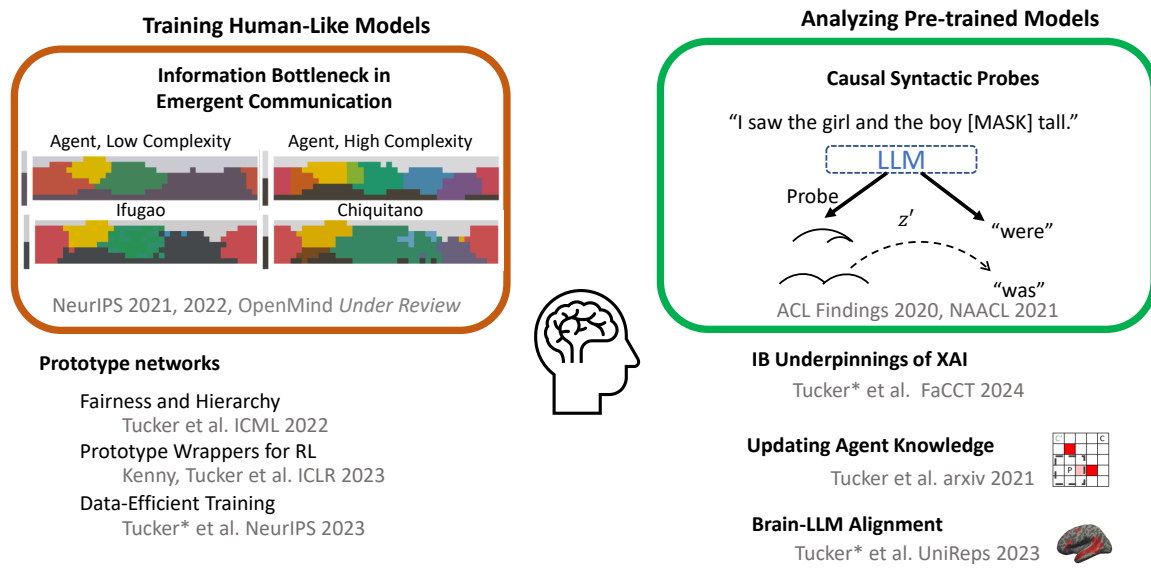 Training Human-Like Models
Information Bottleneck in
Emergent Communication
Agent, Low Complexity
Agent, High Complexity
Ifugao
Chiquitano
NeurIPS 2021, 2022, OpenMind Under Review
Prototype networks
Fairness and Hierarchy
Tucker et al. ICML 2022
Prototype Wrappers for RL
Kenny, Tucker et al. ICLR 2023
Data-Efficient Training
Tucker* et al. NeurIPS 2023
Analyzing Pre-trained Models
Causal Syntactic Probes
“I saw the girl and the boy [MASK] tall.”
LLM
Probe
z′
“were”
“was”
ACL Findings 2020, NAACL 2021
IB Underpinnings of XAI
Tucker* et al. FaCCT 2024
Updating Agent Knowledge
Tucker et al. arxiv 2021
C' C
P
Brain-LLM Alignment
Tucker* et al. UniReps 2023